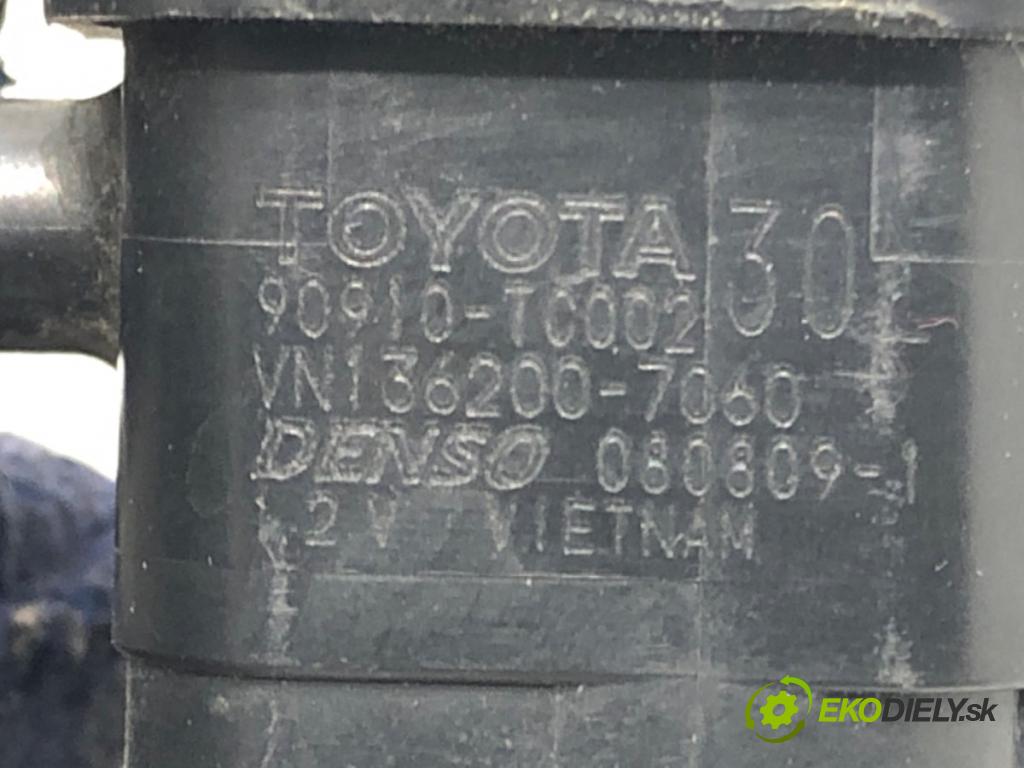 TOYOTA 30
90910-TC002
VN136200-7060
DENSO 080809-1
12V VIETNAM
EKODIELY.sk